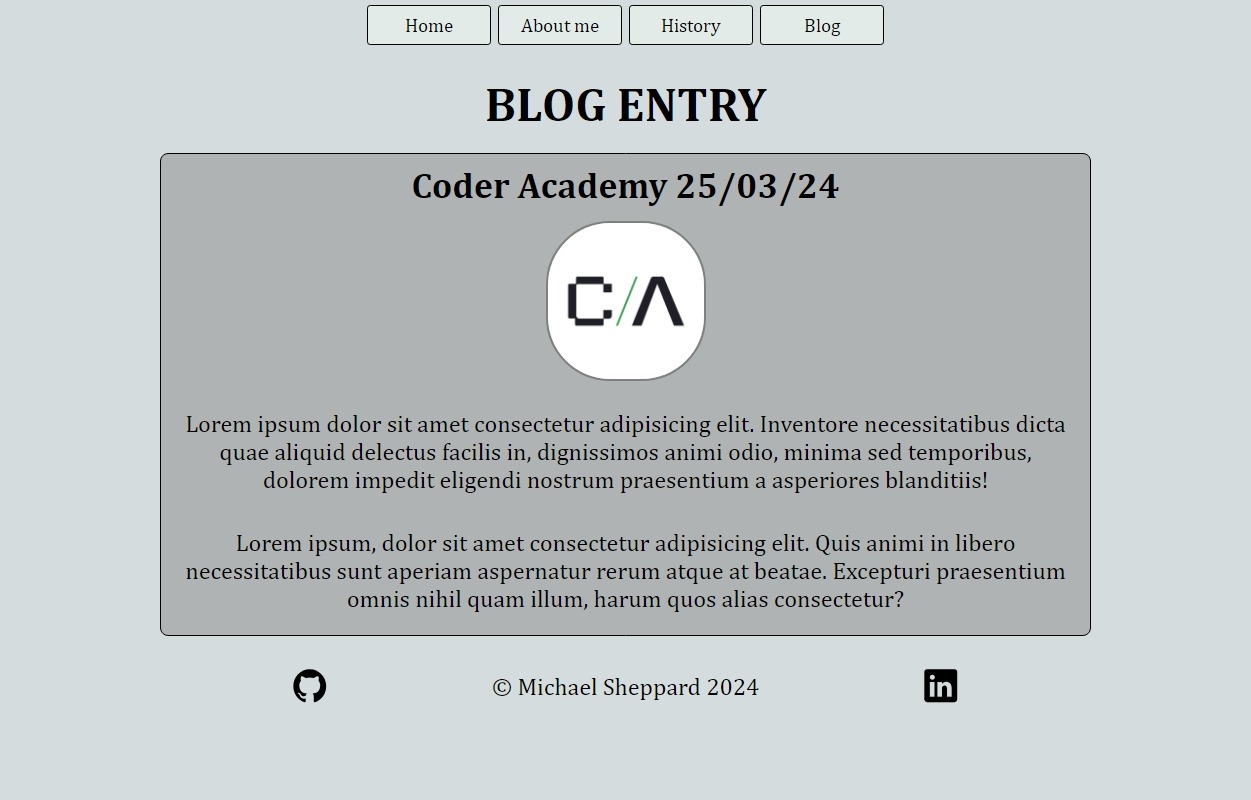 Home
About me
History
Blog
BLOG ENTRY
Coder Academy 25/03/24
C/A
Lorem ipsum dolor sit amet consectetur adipisicing elit. Inventore necessitatibus dicta
quae aliquid delectus facilis in, dignissimos animi odio, minima sed temporibus,
dolorem impedit eligendi nostrum praesentium a asperiores blanditiis!
Lorem ipsum, dolor sit amet consectetur adipisicing elit. Quis animi in libero
necessitatibus sunt aperiam aspernatur rerum atque at beatae. Excepturi praesentium
omnis nihil quam illum, harum quos alias consectetur?
© Michael Sheppard 2024
in